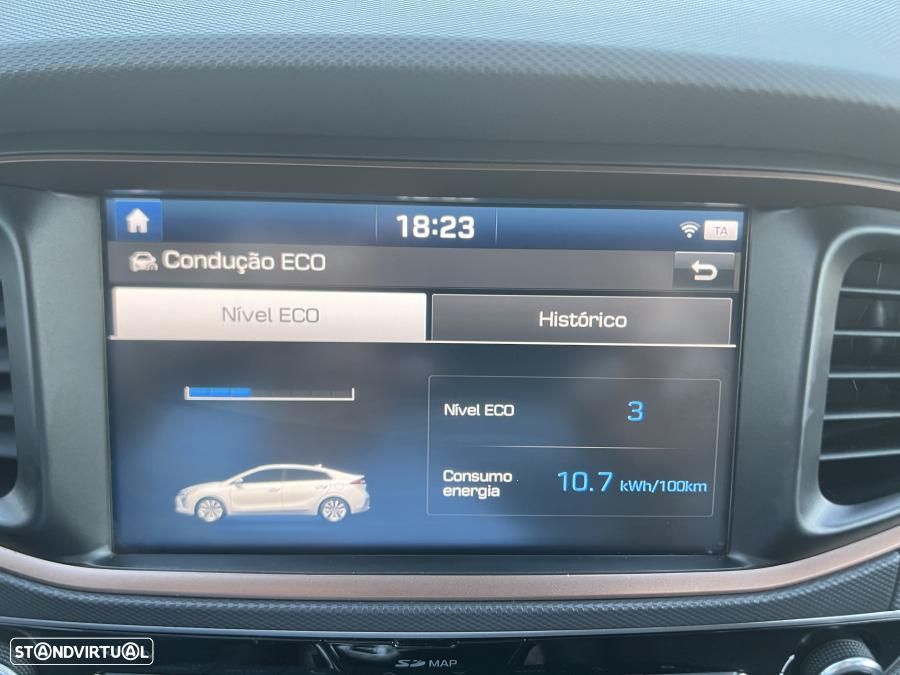 18:23
TA
Condução ECO
Nível ECO
Histórico
Nível ECO 3
Consumo
energia 10.7 kWh/100km
SD MAP
STANDVIRTUAL